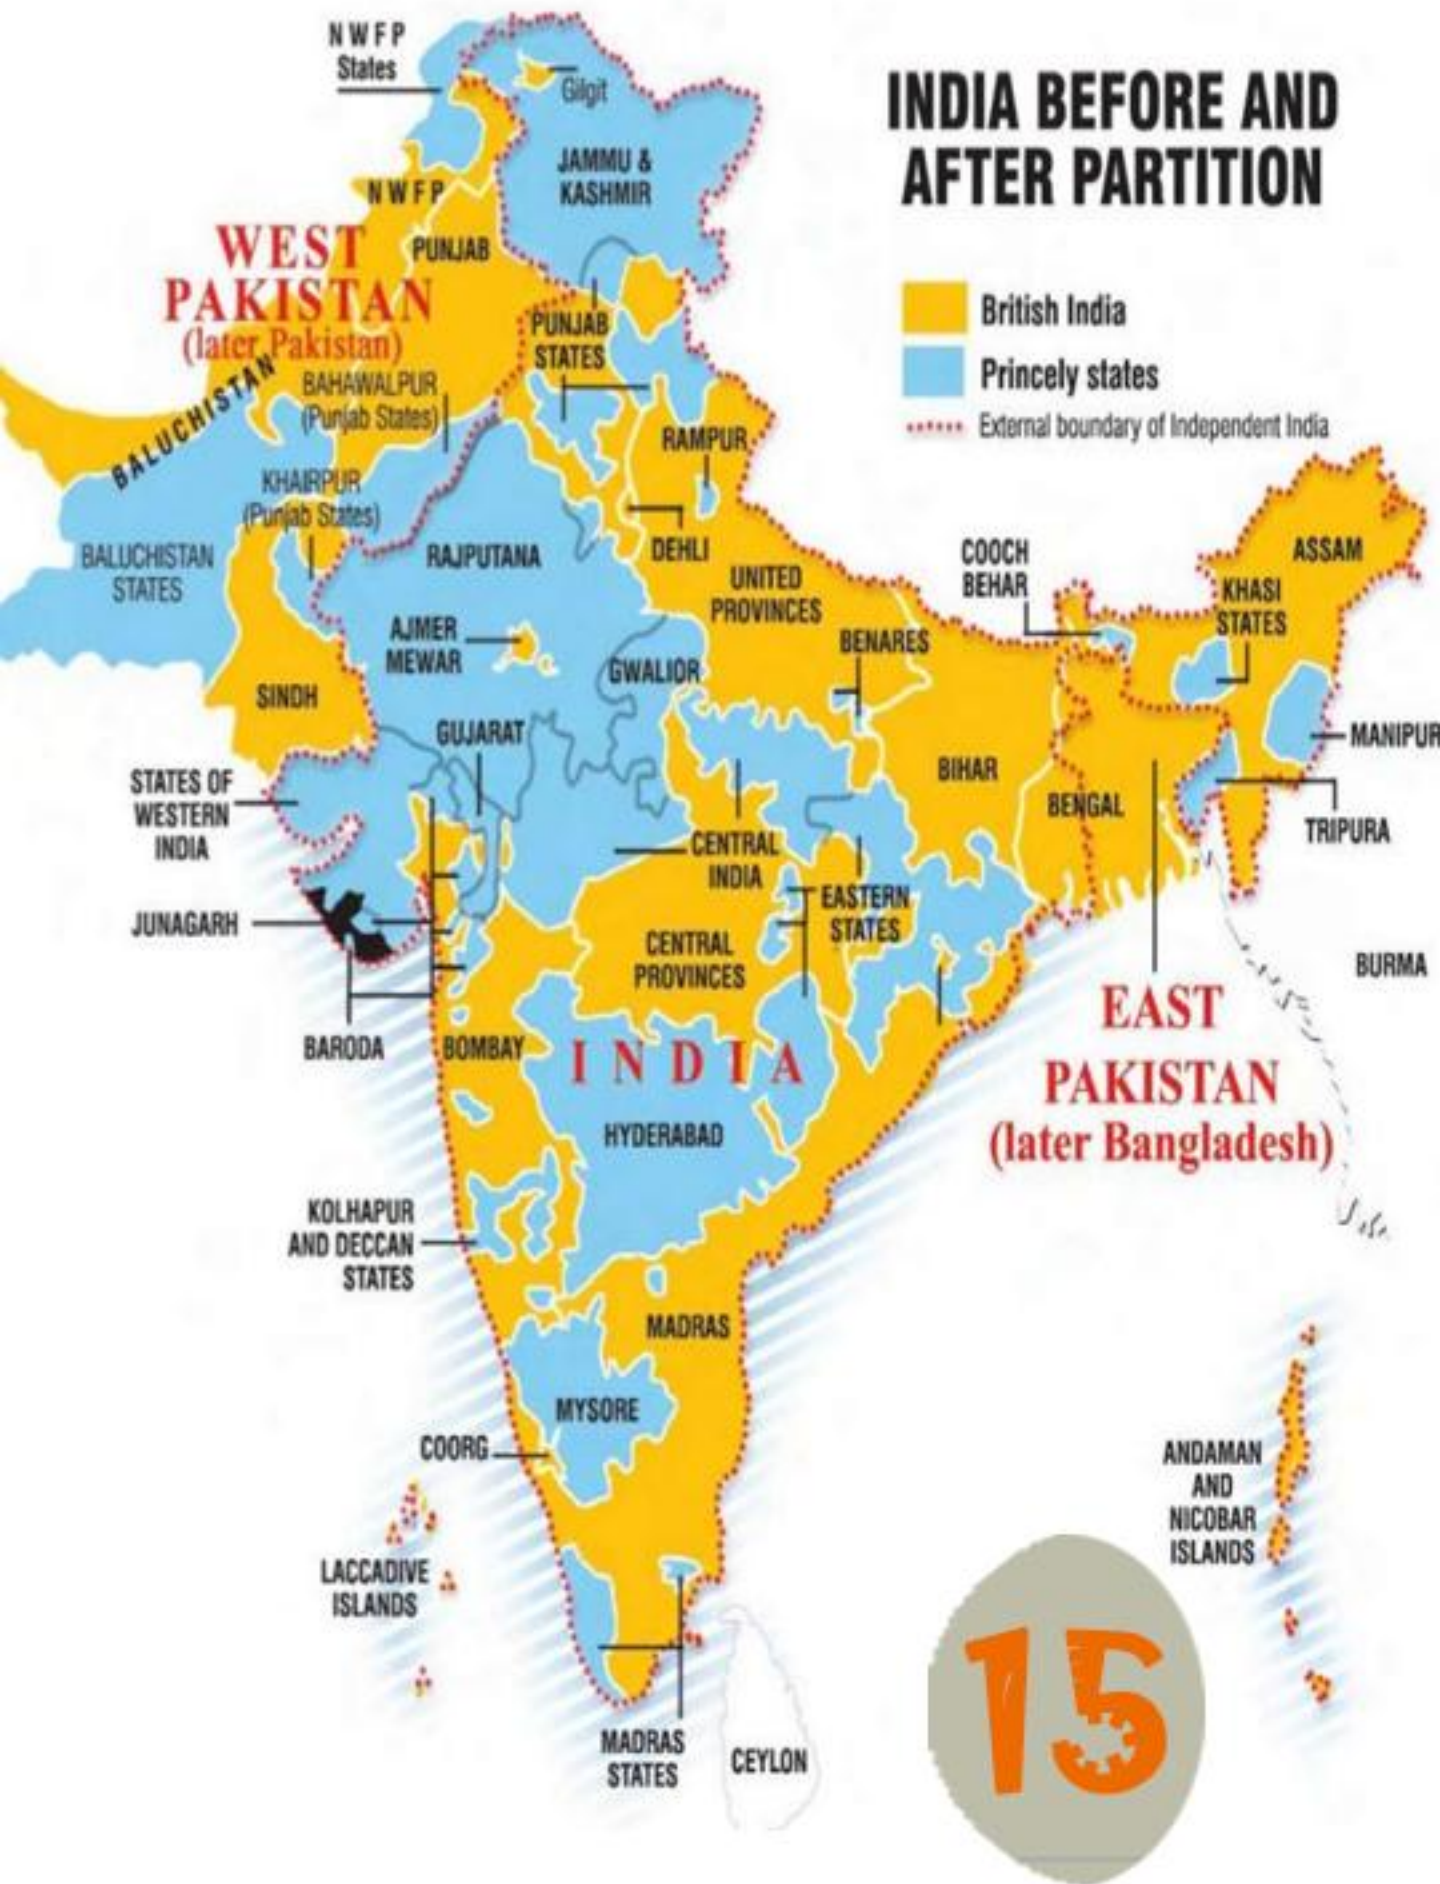 INDIA BEFORE AND
AFTER PARTITION
British India
Princely states
External boundary of Independent India
N W F P
States
Gilgit
JAMMU &
KASHMIR
N W F P
PUNJAB
WEST
PAKISTAN
(later Pakistan)
PUNJAB
STATES
BALUCHISTAN
BAHAWALPUR
(Punjab States)
RAMPUR
KHAIRPUR
(Punjab States)
BALUCHISTAN
STATES
RAJPUTANA
DEHLI
COOCH
BEHAR
ASSAM
KHASI
STATES
UNITED
PROVINCES
AJMER
MEWAR
BENARES
GWALIOR
SINDH
GUJARAT
MANIPUR
BIHAR
STATES OF
WESTERN
INDIA
BENGAL
TRIPURA
CENTRAL
INDIA
JUNAGARH
EASTERN
STATES
CENTRAL
PROVINCES
BURMA
EAST
PAKISTAN
(later Bangladesh)
BARODA
BOMBAY
INDIA
HYDERABAD
KOLHAPUR
AND DECCAN
STATES
MADRAS
MYSORE
COORG
ANDAMAN
AND
NICOBAR
ISLANDS
LACCADIVE
ISLANDS
MADRAS
STATES
CEYLON
15